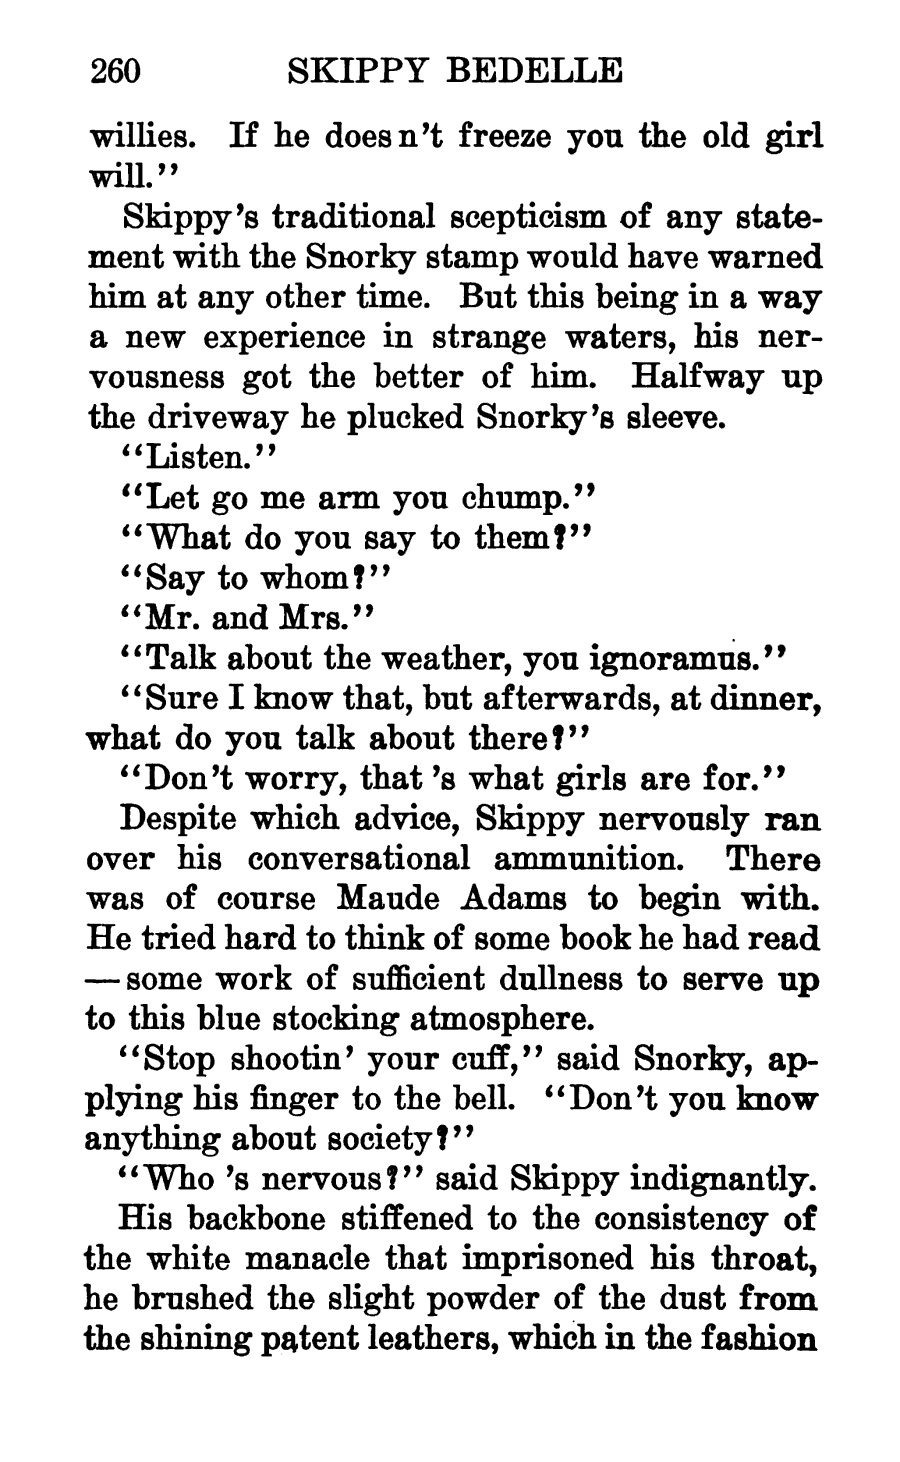 260 SKIPPY BEDELLE
willies. If he doesn't freeze you the old girl
will."
Skippy's traditional scepticism of any state-
ment with the Snorky stamp would have warned
him at any other time. But this being in a way
a new experience in strange waters, his ner-
vousness got the better of him. Halfway up
the driveway he plucked Snorky's sleeve.
"Listen."
"Let go me arm you chump."
"What do you say to them?"
"Say to whom?"
"Mr. and Mrs."
"Talk about the weather, you ignoramus."
"Sure I know that, but afterwards, at dinner,
what do you talk about there?"
"Don't worry, that's what girls are for."
Despite which advice, Skippy nervously ran
over his conversational ammunition. There
was of course Maude Adams to begin with.
He tried hard to think of some book he had read
—some work of sufficient dullness to serve up
to this blue stocking atmosphere.
"Stop shootin' your cuff," said Snorky, ap-
plying his finger to the bell. "Don't you know
anything about society?"
"Who's nervous?" said Skippy indignantly.
His backbone stiffened to the consistency of
the white manacle that imprisoned his throat,
he brushed the slight powder of the dust from
the shining patent leathers, which in the fashion